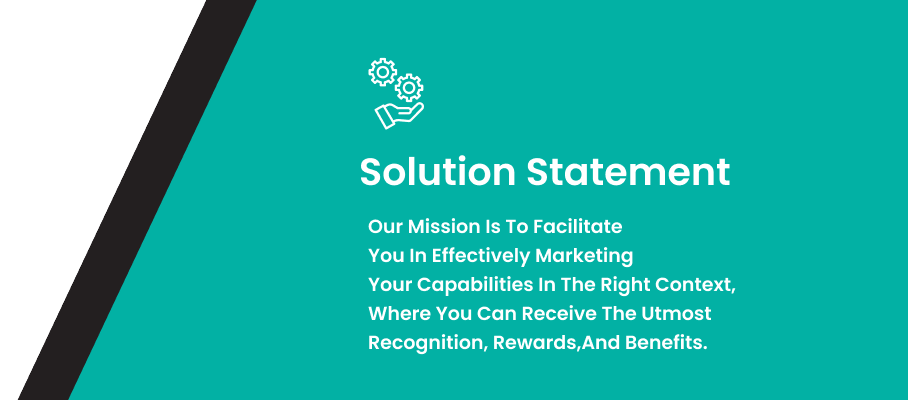 Solution Statement
Our Mission Is To Facilitate
You In Effectively Marketing
Your Capabilities In The Right Context,
Where You Can Receive The Utmost
Recognition, Rewards,And Benefits.